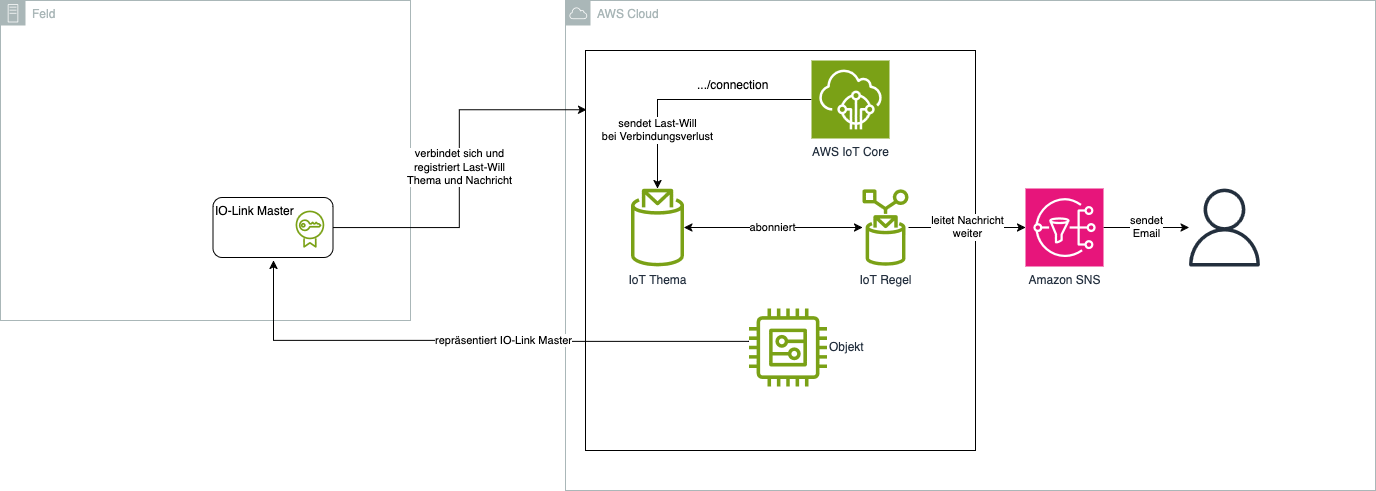 Feld
AWS Cloud
.../connection
sendet Last-Will
bei Verbindungsverlust
AWS IoT Core
verbindet sich und
registriert Last-Will
Thema und Nachricht
IO-Link Master
abonniert
leitet Nachricht
weiter
sendet
Email
IoT Thema
IoT Regel
Amazon SNS
repräsentiert IO-Link Master
Objekt